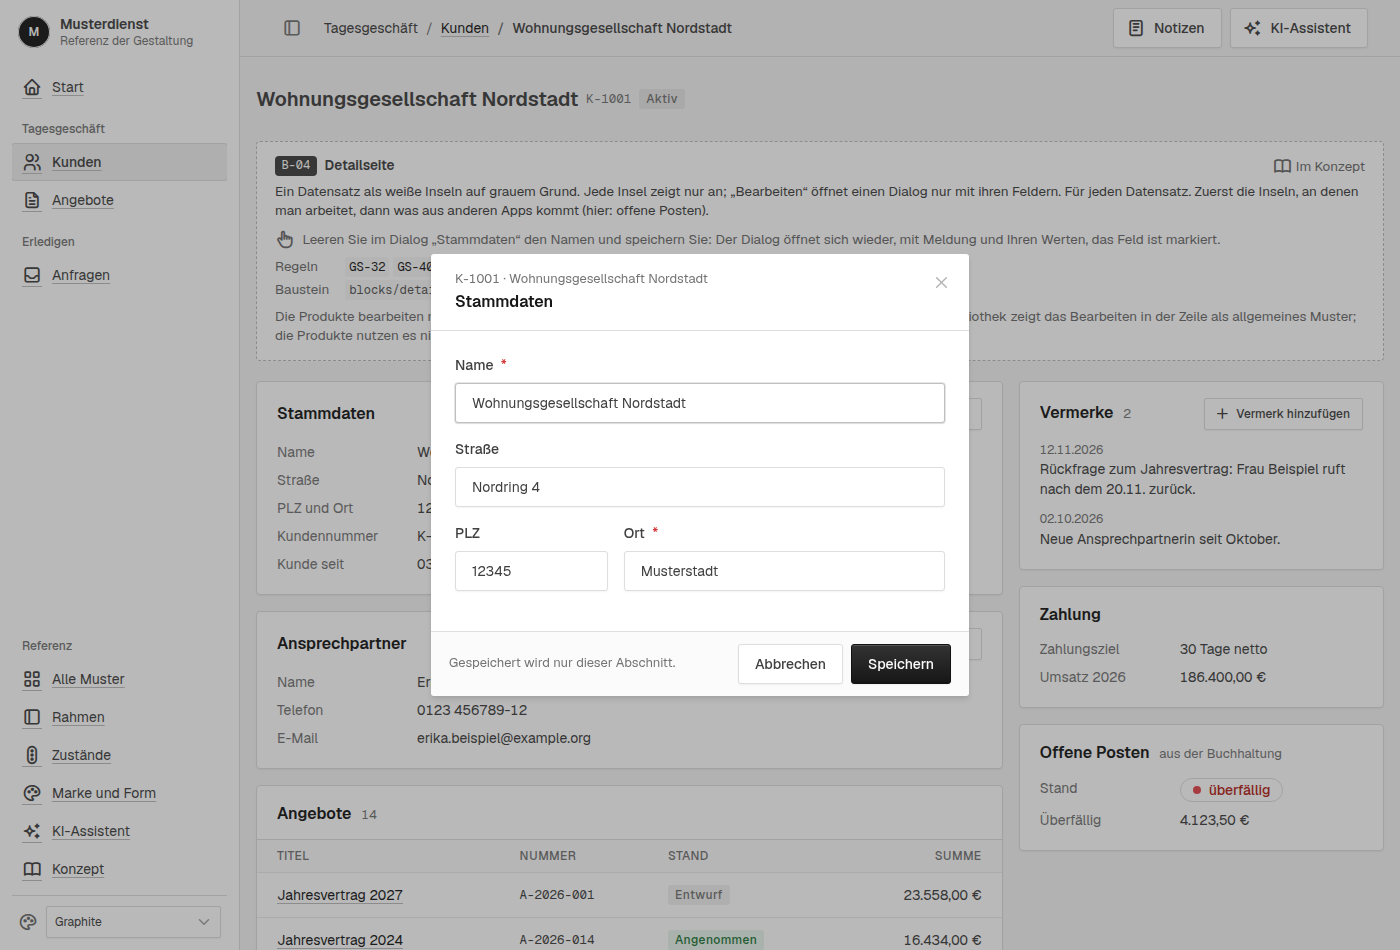 M
Musterdienst
Referenz der Gestaltung
Start
Tagesgeschäft
Kunden
Angebote
Erledigen
Anfragen
Referenz
Alle Muster
Rahmen
Zustände
Marke und Form
KI-Assistent
Konzept
Graphite
Tagesgeschäft / Kunden / Wohnungsgesellschaft Nordstadt
Notizen
KI-Assistent
Wohnungsgesellschaft Nordstadt K-1001 Aktiv
B-04 Detailseite
Im Konzept
Ein Datensatz als weiße Inseln auf grauem Grund. Jede Insel zeigt nur an; „Bearbeiten“ öffnet einen Dialog nur mit ihren Feldern. Für jeden Datensatz. Zuerst die Inseln, an denen
man arbeitet, dann was aus anderen Apps kommt (hier: offene Posten).
Leeren Sie im Dialog „Stammdaten“ den Namen und speichern Sie: Der Dialog öffnet sich wieder, mit Meldung und Ihren Werten, das Feld ist markiert.
Regeln GS-32
Baustein
Die Produkte bearbeiten zeigt das Bearbeiten in der Zeile als allgemeines Muster;
die Produkte nutzen es
K-1001 · Wohnungsgesellschaft Nordstadt
Stammdaten
Name *
Wohnungsgesellschaft Nordstadt
Straße
Nordring 4
PLZ
Ort *
12345
Musterstadt
Gespeichert wird nur dieser Abschnitt.
Abbrechen
Speichern
Stammdaten
Name
Straße
PLZ und Ort
Kundennummer
Kunde seit
Ansprechpartner
Name
Telefon 0123 456789-12
E-Mail erika.beispiel@example.org
Angebote 14
TITEL NUMMER STAND SUMME
Jahresvertrag 2027 A-2026-001 Entwurf 23.558,00 €
Jahresvertrag 2024 A-2026-014 Angenommen 16.434,00 €
Vermerke 2
Vermerk hinzufügen
12.11.2026
Rückfrage zum Jahresvertrag: Frau Beispiel ruft
nach dem 20.11. zurück.
02.10.2026
Neue Ansprechpartnerin seit Oktober.
Zahlung
Zahlungsziel 30 Tage netto
Umsatz 2026 186.400,00 €
Offene Posten aus der Buchhaltung
Stand überfällig
Überfällig 4.123,50 €